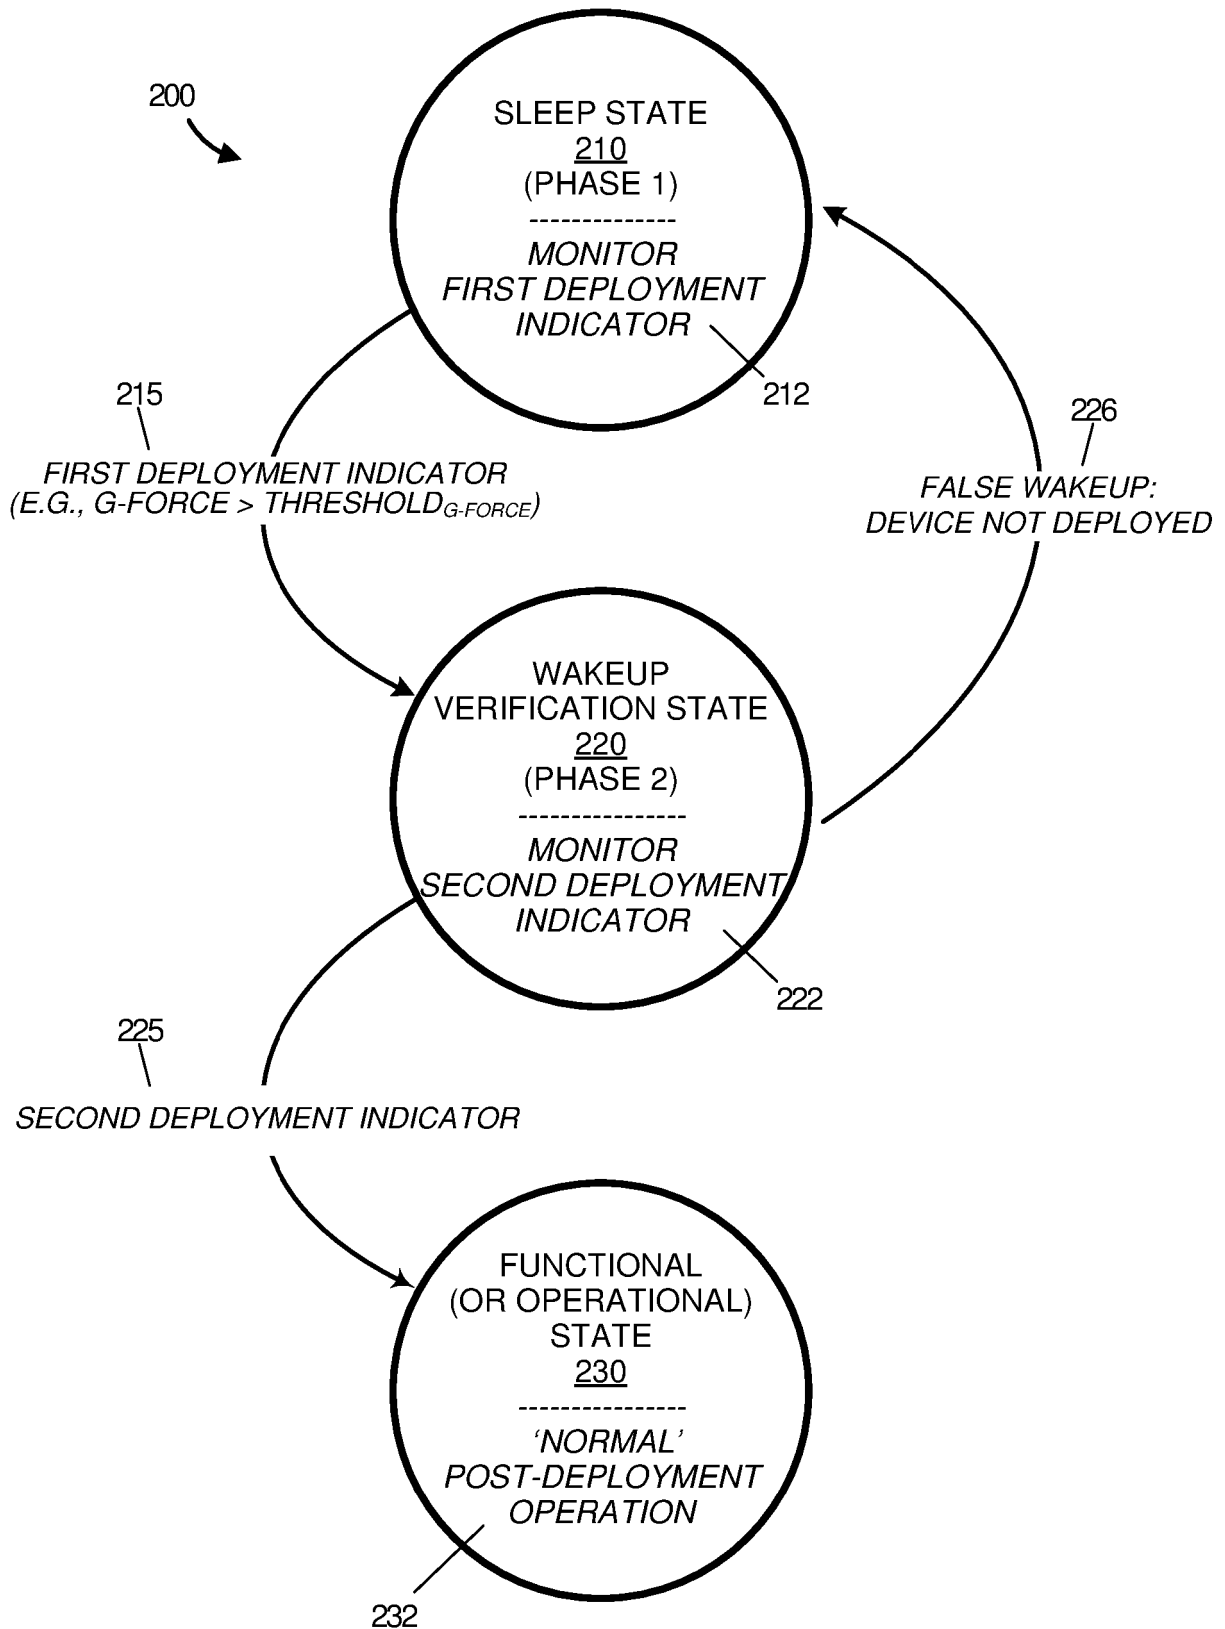 200
SLEEP STATE
210
(PHASE 1)
--------------
MONITOR
FIRST DEPLOYMENT
INDICATOR
212
215
FIRST DEPLOYMENT INDICATOR
(E.G., G-FORCE > THRESHOLDG-FORCE)
226
FALSE WAKEUP:
DEVICE NOT DEPLOYED
WAKEUP
VERIFICATION STATE
220
(PHASE 2)
----------------
MONITOR
SECOND DEPLOYMENT
INDICATOR
222
225
SECOND DEPLOYMENT INDICATOR
FUNCTIONAL
(OR OPERATIONAL)
STATE
230
----------------
‘NORMAL’
POST-DEPLOYMENT
OPERATION
232